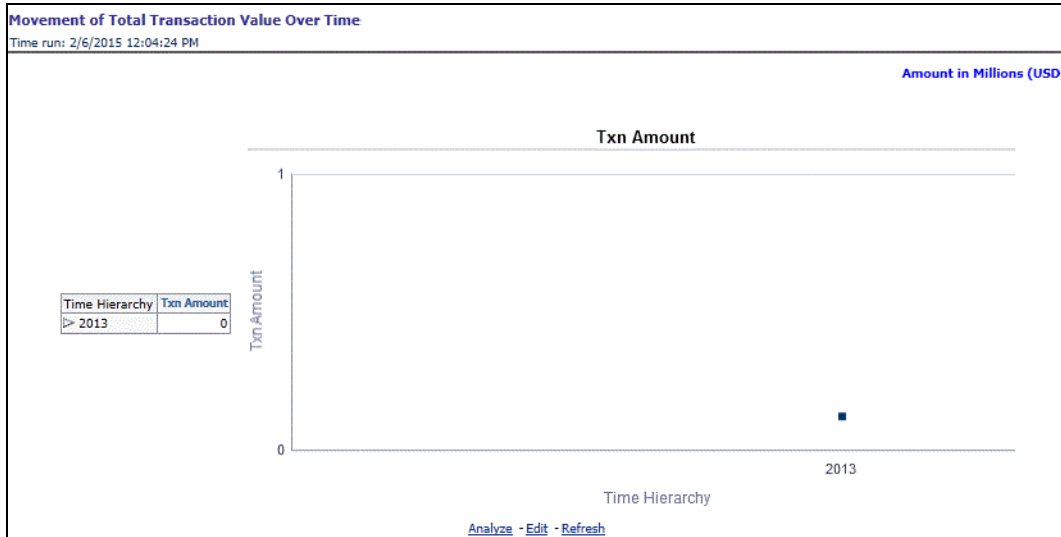 Movement of Total Transaction Value Over Time
Time run: 2/6/2015 12:04:24 PM
Amount in Millions (USD
Txn Amount
1
Txn Amount
0
2013
Time Hierarchy
Time Hierarchy Txn Amount
2013 0
Analyze - Edit - Refresh